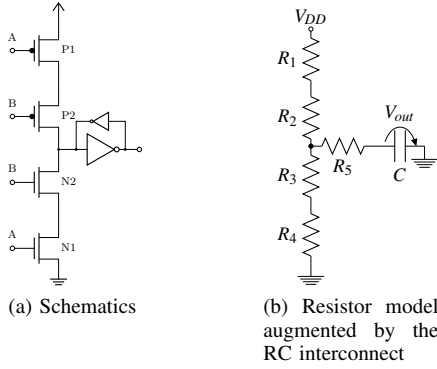 A
P1
B
P2
B
N2
A
N1
(a) Schematics
V_DD
R_1
R_2
V_out
R_5
C
R_3
R_4
(b) Resistor model
augmented by the
RC interconnect